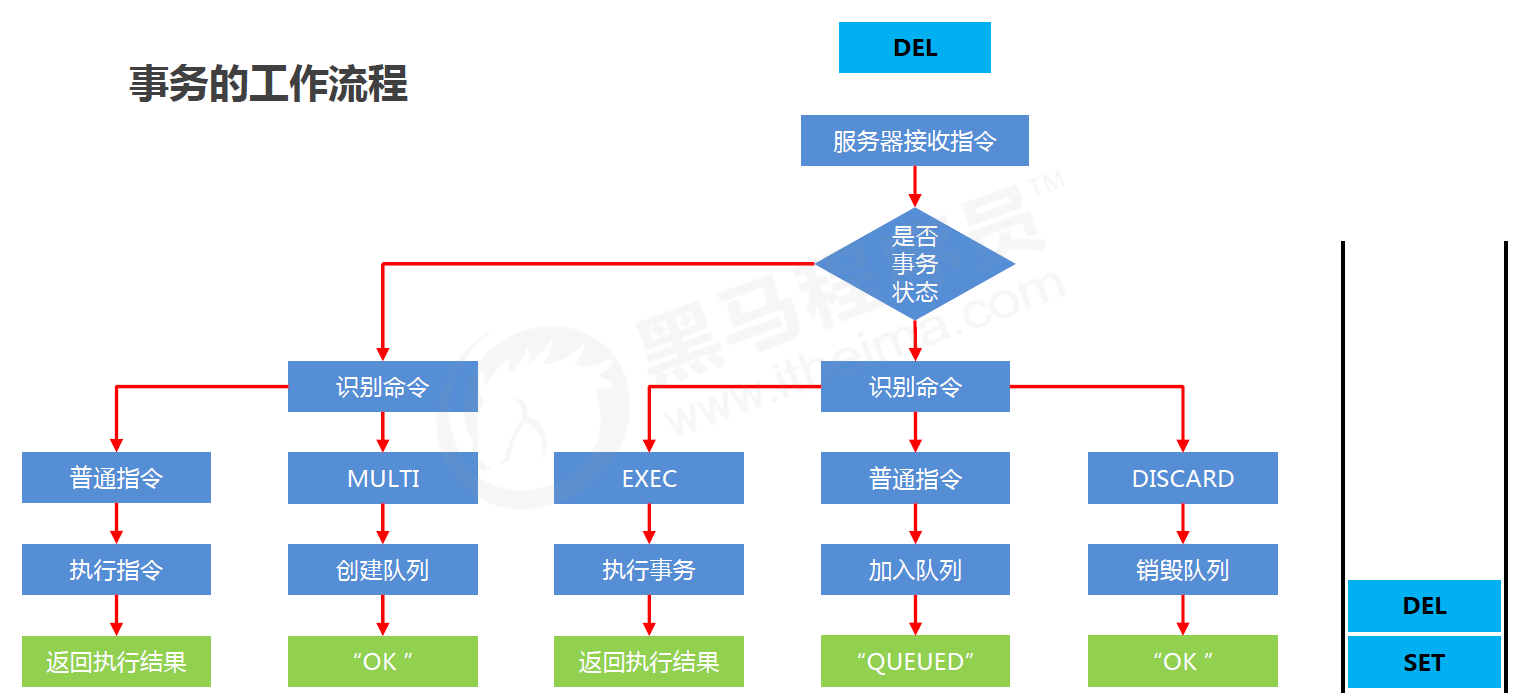 DEL
事务的工作流程
服务器接收指令
是否
事务
状态
识别命令
识别命令
普通指令
MULTI
EXEC
普通指令
DISCARD
执行指令
创建队列
执行事务
加入队列
销毁队列
DEL
返回执行结果
“OK ”
返回执行结果
“QUEUED”
“OK ”
SET
黑马程序员TM
www.itheima.com